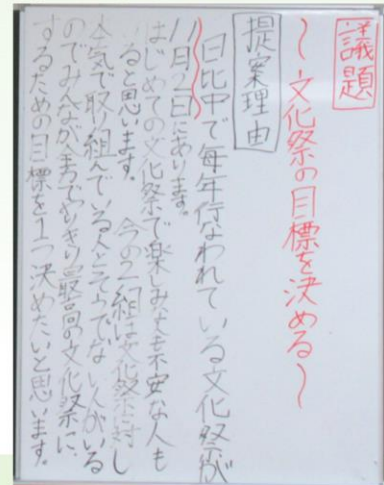 議題
～文化祭の目標を決める～
提案理由
日比中で毎年行なわれている文化祭が
11月2日にあります。
はじめての文化祭で楽しみな人も不安な人も
いると思います。今の1組は文化祭に対し
本気で取り組んでいる人とそうでない人がいる
のでみんなが全力でやりきり最高の文化祭に
するための目標を1つ決めたいと思います。